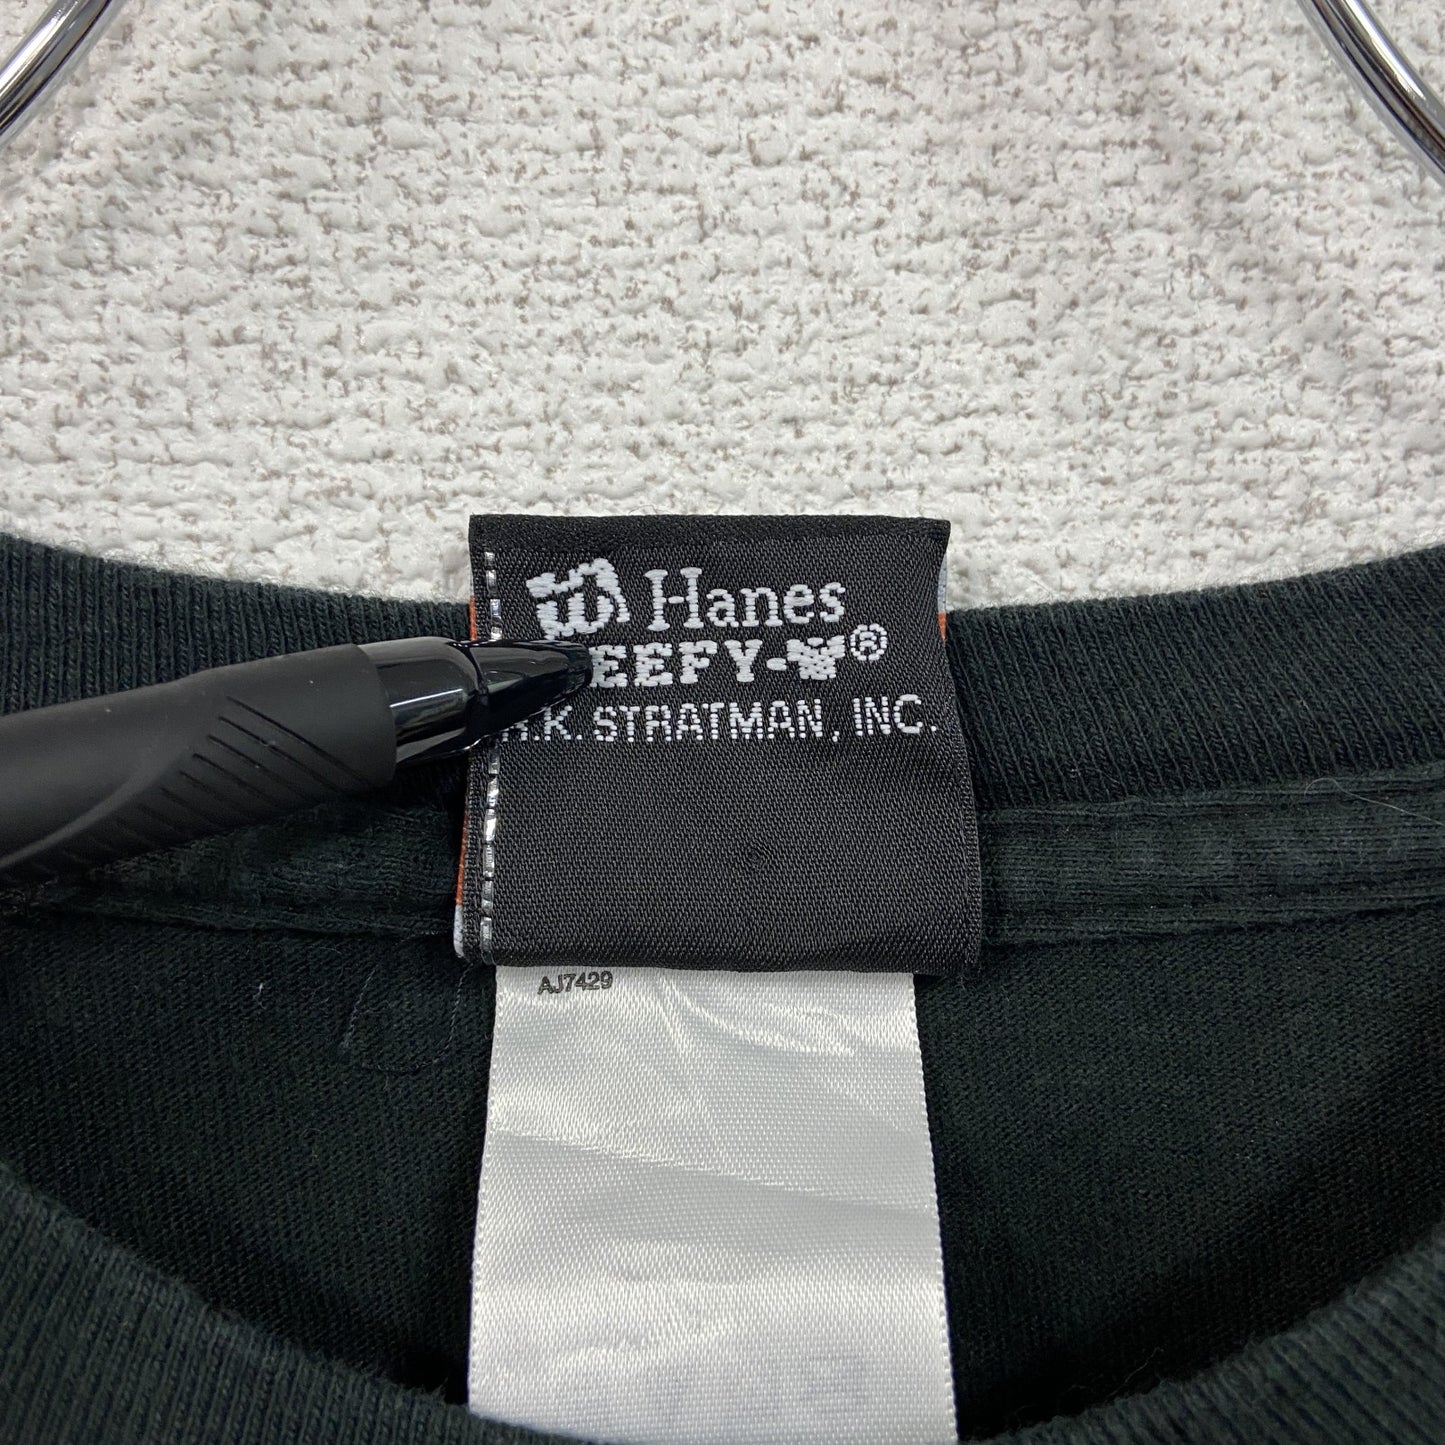 Hanes
EEFY-T®
.K. STRATMAN, INC.
AJ7429